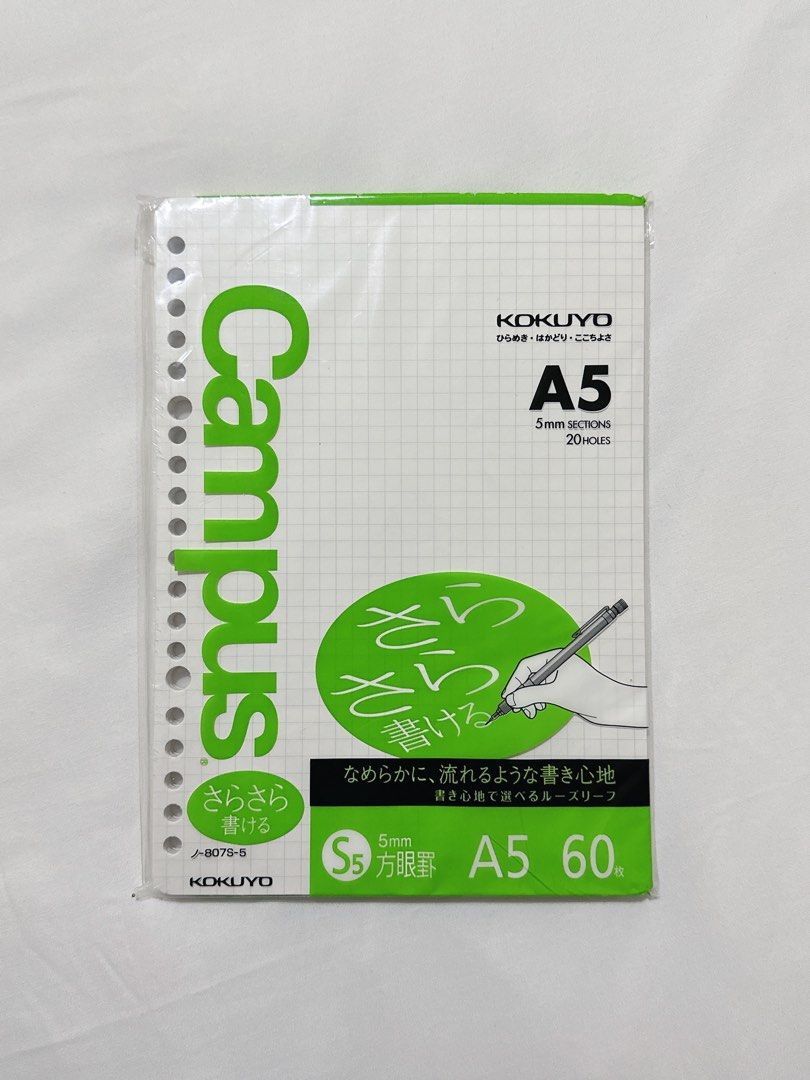 Campus
KOKUYO
ひらめき・はかどり・ここちよさ
A5
5mm SECTIONS
20 HOLES
さら
さら
書ける
なめらかに、流れるような書き心地
書き心地で選べるルーズリーフ
さらさら
書ける
ノ-807S-5
KOKUYO
S5
5mm
方眼罫
A5 60枚